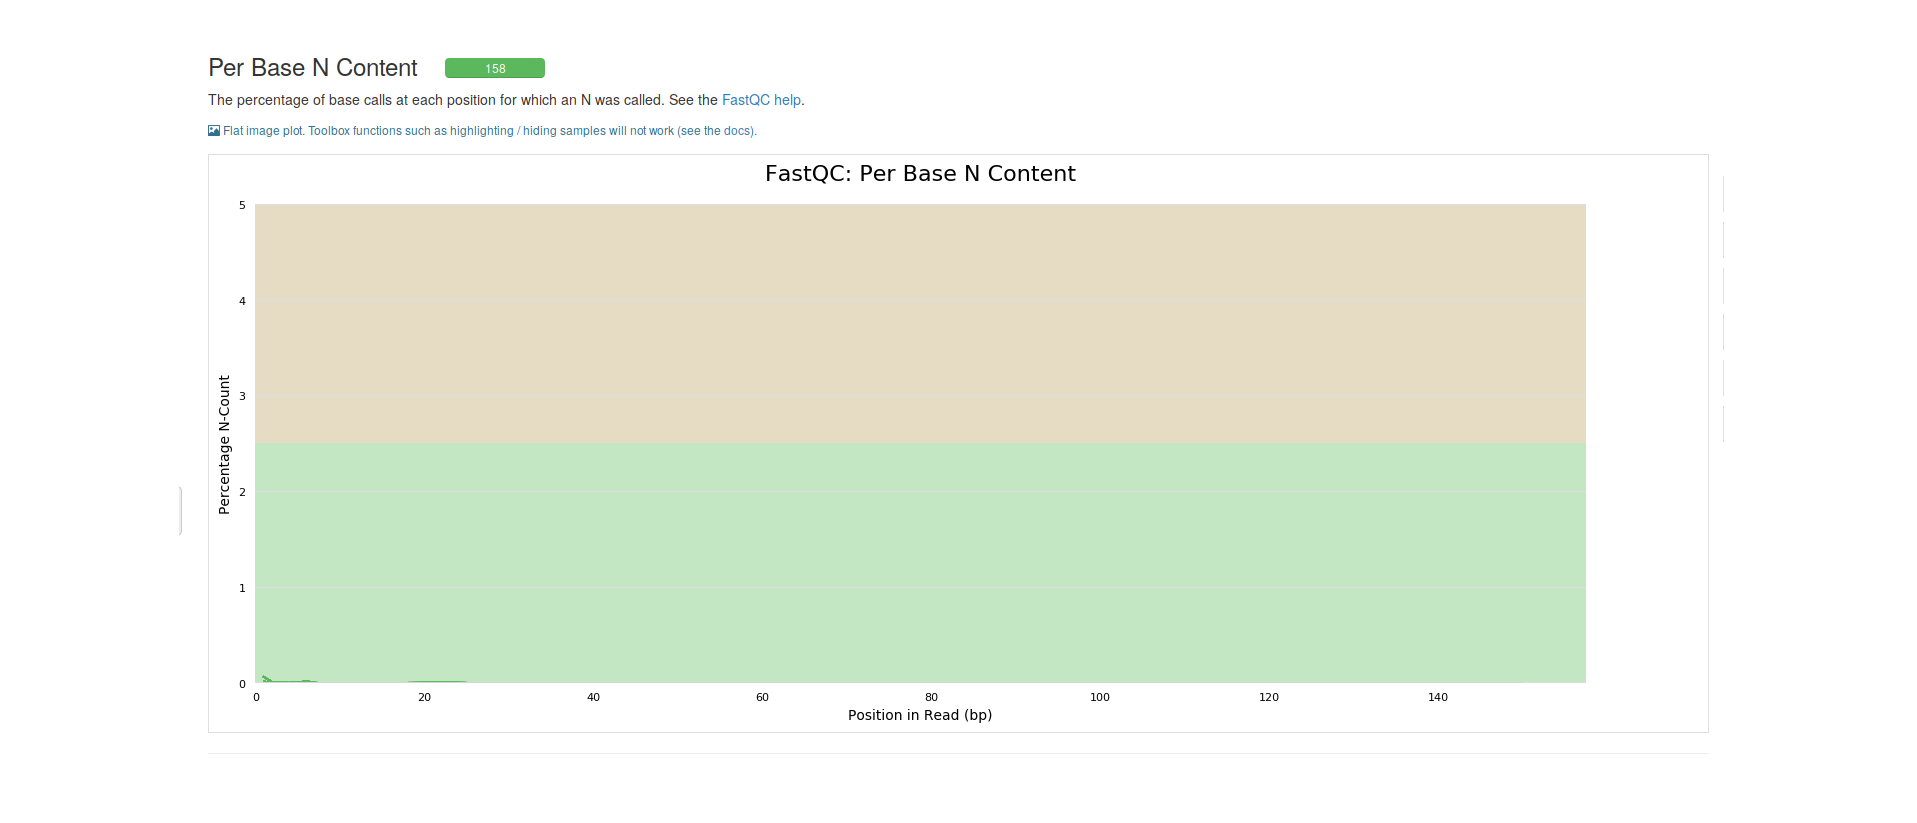 Per Base N Content 158
The percentage of base calls at each position for which an N was called. See the FastQC help.
Flat image plot. Toolbox functions such as highlighting / hiding samples will not work (see the docs).
FastQC: Per Base N Content
5
4
3
2
1
0
Percentage N-Count
0 20 40 60 80 100 120 140
Position in Read (bp)